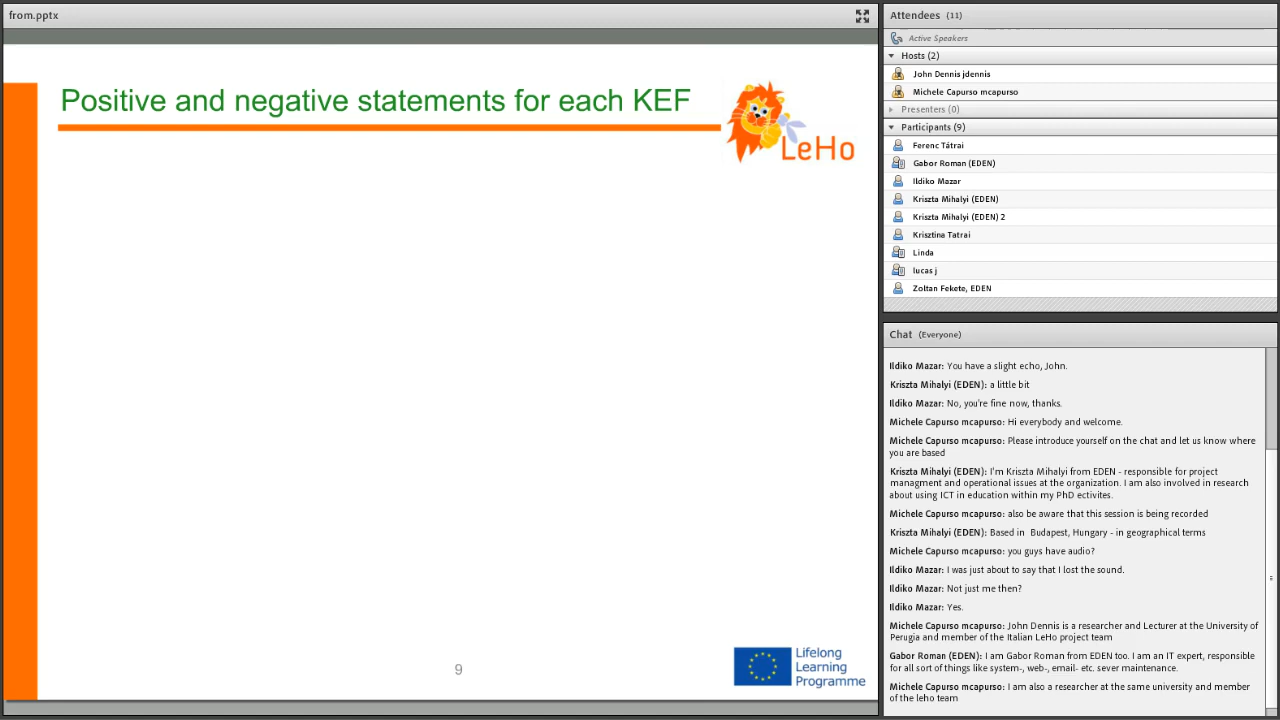 from.pptx
Positive and negative statements for each KEF
LeHo
Lifelong
Learning
Programme
9
Attendees (11)
Active Speakers
Hosts (2)
John Dennis jdennis
Michele Capurso mcapurso
Presenters (0)
Participants (9)
Ferenc Tátrai
Gabor Roman (EDEN)
Ildiko Mazar
Kriszta Mihalyi (EDEN)
Kriszta Mihalyi (EDEN) 2
Krisztina Tatrai
Linda
lucas j
Zoltan Fekete, EDEN
Chat (Everyone)
Ildiko Mazar: You have a slight echo, John.
Kriszta Mihalyi (EDEN): a little bit
Ildiko Mazar: No, you're fine now, thanks.
Michele Capurso mcapurso: Hi everybody and welcome.
Michele Capurso mcapurso: Please introduce yourself on the chat and let us know where
you are based
Kriszta Mihalyi (EDEN): I'm Kriszta Mihalyi from EDEN - responsible for project
managment and operational issues at the organization. I am also involved in research
about using ICT in education within my PhD ectivites.
Michele Capurso mcapurso: also be aware that this session is being recorded
Kriszta Mihalyi (EDEN): Based in Budapest, Hungary - in geographical terms
Michele Capurso mcapurso: you guys have audio?
Ildiko Mazar: I was just about to say that I lost the sound.
Ildiko Mazar: Not just me then?
Ildiko Mazar: Yes.
Michele Capurso mcapurso: John Dennis is a researcher and Lecturer at the University of
Perugia and member of the Italian LeHo project team
Gabor Roman (EDEN): I am Gabor Roman from EDEN too. I am an IT expert, responsible
for all sort of things like system-, web-, email- etc. sever maintenance.
Michele Capurso mcapurso: I am also a researcher at the same university and member
of the leho team